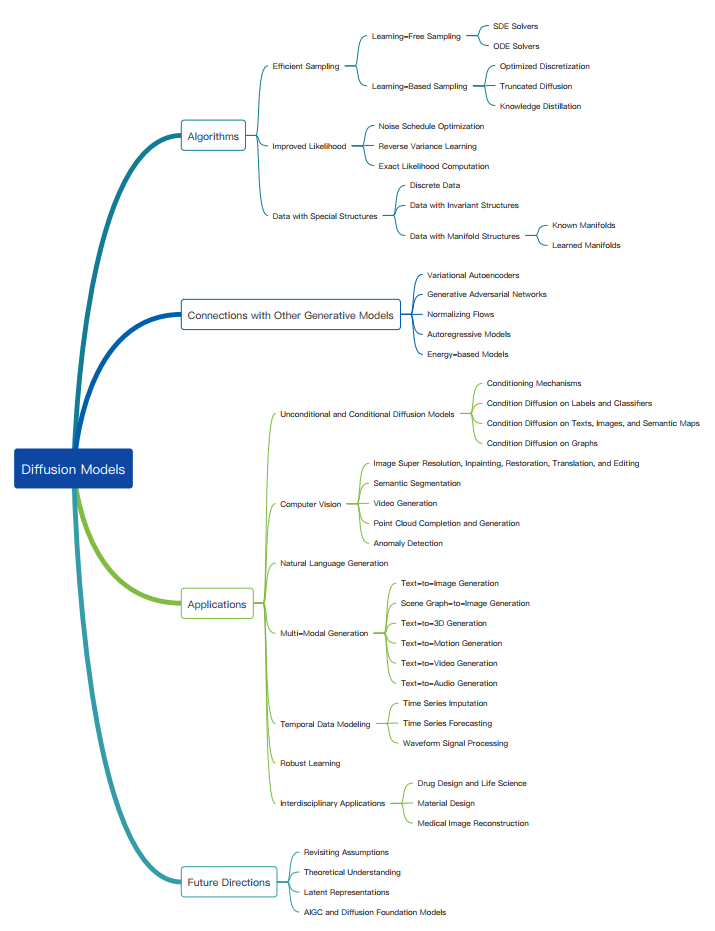 Diffusion Models
Algorithms
Efficient Sampling
Learning-Free Sampling
SDE Solvers
ODE Solvers
Learning-Based Sampling
Optimized Discretization
Truncated Diffusion
Knowledge Distillation
Improved Likelihood
Noise Schedule Optimization
Reverse Variance Learning
Exact Likelihood Computation
Data with Special Structures
Discrete Data
Data with Invariant Structures
Data with Manifold Structures
Known Manifolds
Learned Manifolds
Connections with Other Generative Models
Variational Autoencoders
Generative Adversarial Networks
Normalizing Flows
Autoregressive Models
Energy-based Models
Applications
Unconditional and Conditional Diffusion Models
Conditioning Mechanisms
Condition Diffusion on Labels and Classifiers
Condition Diffusion on Texts, Images, and Semantic Maps
Condition Diffusion on Graphs
Computer Vision
Image Super Resolution, Inpainting, Restoration, Translation, and Editing
Semantic Segmentation
Video Generation
Point Cloud Completion and Generation
Anomaly Detection
Natural Language Generation
Multi-Modal Generation
Text-to-Image Generation
Scene Graph-to-Image Generation
Text-to-3D Generation
Text-to-Motion Generation
Text-to-Video Generation
Text-to-Audio Generation
Temporal Data Modeling
Time Series Imputation
Time Series Forecasting
Waveform Signal Processing
Robust Learning
Interdisciplinary Applications
Drug Design and Life Science
Material Design
Medical Image Reconstruction
Future Directions
Revisiting Assumptions
Theoretical Understanding
Latent Representations
AIGC and Diffusion Foundation Models